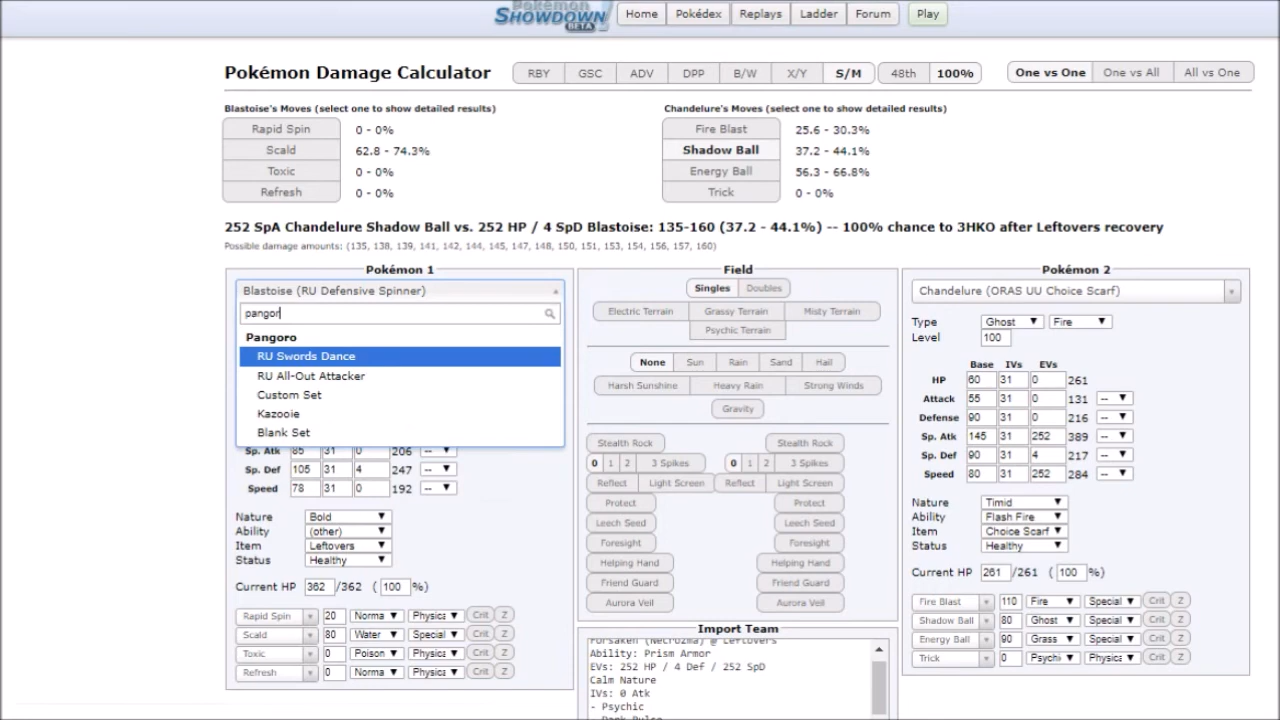 Pokémon
SHOWDOWN!
BETA
Home Pokédex Replays Ladder Forum Play
Pokémon Damage Calculator RBY GSC ADV DPP B/W X/Y S/M 48th 100% One vs One One vs All All vs One
Blastoise's Moves (select one to show detailed results)
Rapid Spin 0 - 0%
Scald 62.8 - 74.3%
Toxic 0 - 0%
Refresh 0 - 0%
Chandelure's Moves (select one to show detailed results)
Fire Blast 25.6 - 30.3%
Shadow Ball 37.2 - 44.1%
Energy Ball 56.3 - 66.8%
Trick 0 - 0%
252 SpA Chandelure Shadow Ball vs. 252 HP / 4 SpD Blastoise: 135-160 (37.2 - 44.1%) -- 100% chance to 3HKO after Leftovers recovery
Possible damage amounts: (135, 138, 139, 141, 142, 144, 145, 147, 148, 150, 151, 153, 154, 156, 157, 160)
Pokémon 1
Blastoise (RU Defensive Spinner)
pangor
Pangoro
RU Swords Dance
RU All-Out Attacker
Custom Set
Kazooie
Blank Set
Sp. Atk 85 31 0 206 --
Sp. Def 105 31 4 247 --
Speed 78 31 0 192 --
Nature Bold
Ability (other)
Item Leftovers
Status Healthy
Current HP 362 /362 ( 100 %)
Rapid Spin 20 Norma Physica Crit Z
Scald 80 Water Special Crit Z
Toxic 0 Poison Physica Crit Z
Refresh 0 Norma Physica Crit Z
Field
Singles Doubles
Electric Terrain Grassy Terrain Misty Terrain
Psychic Terrain
None Sun Rain Sand Hail
Harsh Sunshine Heavy Rain Strong Winds
Gravity
Stealth Rock Stealth Rock
0 1 2 3 Spikes 0 1 2 3 Spikes
Reflect Light Screen Reflect Light Screen
Protect Protect
Leech Seed Leech Seed
Foresight Foresight
Helping Hand Helping Hand
Friend Guard Friend Guard
Aurora Veil Aurora Veil
Import Team
Forsaken (Necrozma) @ Leftovers
Ability: Prism Armor
EVs: 252 HP / 4 Def / 252 SpD
Calm Nature
IVs: 0 Atk
- Psychic
- Dark Pulse
Pokémon 2
Chandelure (ORAS UU Choice Scarf)
Type Ghost Fire
Level 100
Base IVs EVs
HP 60 31 0 261
Attack 55 31 0 131 --
Defense 90 31 0 216 --
Sp. Atk 145 31 252 389 --
Sp. Def 90 31 4 217 --
Speed 80 31 252 284 --
Nature Timid
Ability Flash Fire
Item Choice Scarf
Status Healthy
Current HP 261 /261 ( 100 %)
Fire Blast 110 Fire Special Crit Z
Shadow Ball 80 Ghost Special Crit Z
Energy Ball 90 Grass Special Crit Z
Trick 0 Psychi Physica Crit Z